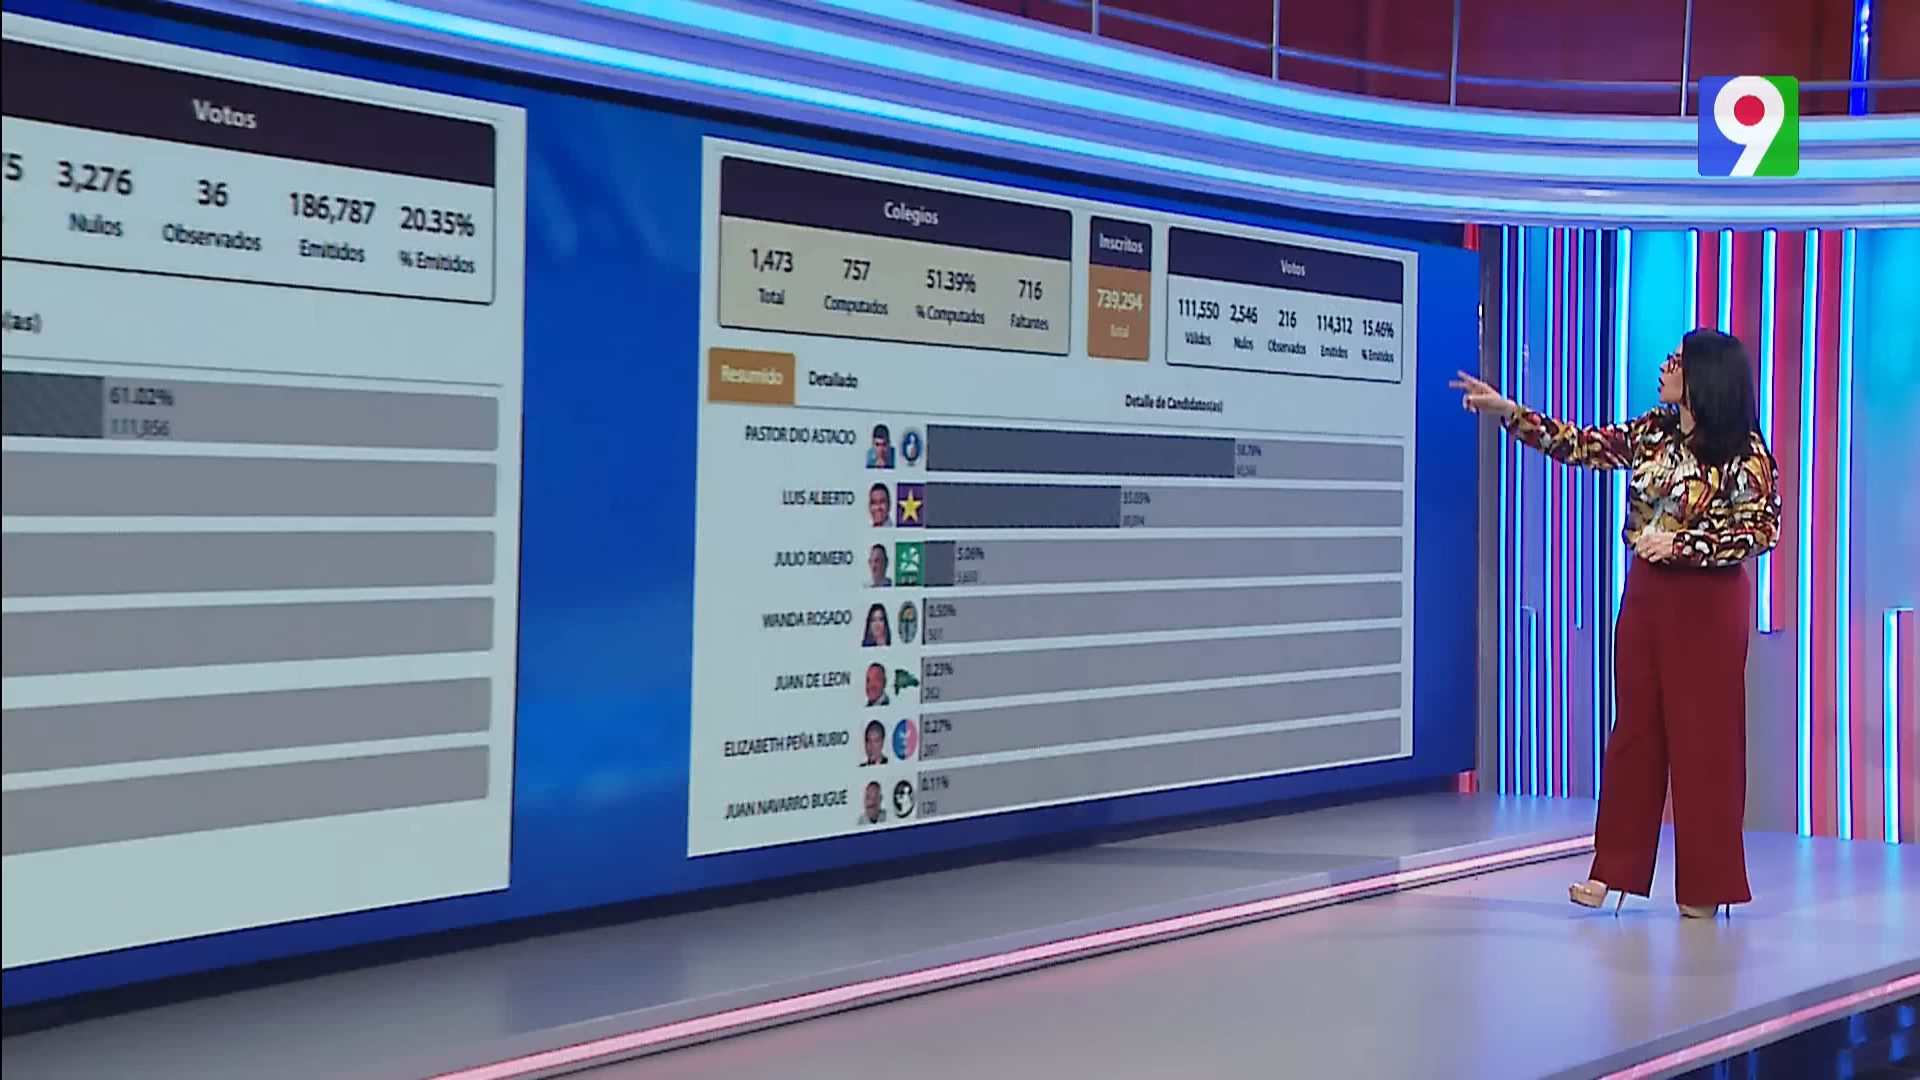 9
Votos
3,276 36 186,787 20.35%
Nulos Observados Emitidos % Emitidos
61.02%
Colegios
1,473 757 51.39% 716
Total Computados % Computados Faltantes
Inscritos
739,294
Total
Votos
111,550 2,546 216 114,312 15.46%
Válidos Nulos Observados Emitidos % Emitidos
Resumido Detallado
Detalle de Candidatos(as)
PASTOR DIO ASTACIO
LUIS ALBERTO
JULIO ROMERO 5.06%
WANDA ROSADO 0.50%
JUAN DE LEON 0.23%
262
ELIZABETH PEÑA RUBIO 0.27%
JUAN NAVARRO BUGUE 0.11%
120